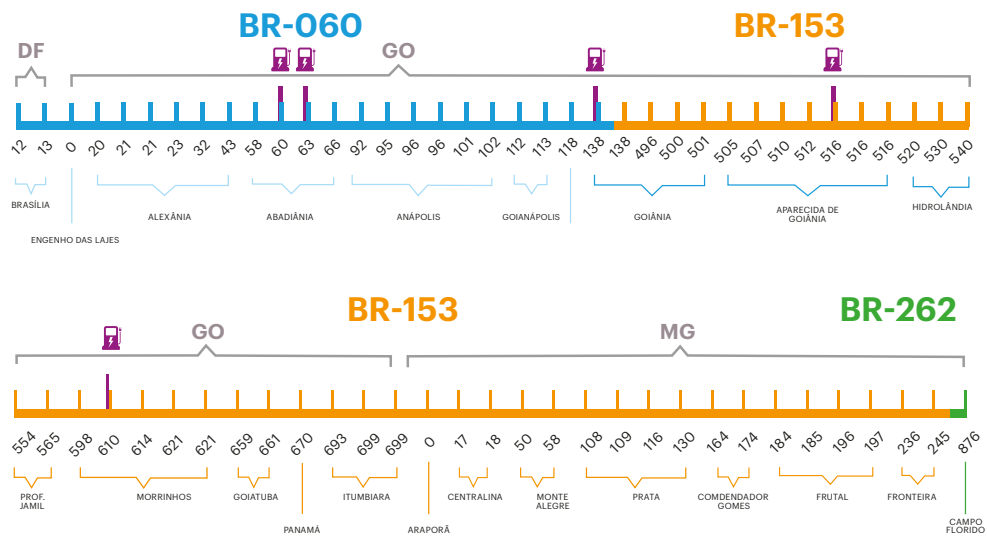 BR-060
BR-153
DF
GO
12 13 0 20 21 21 23 32 43 58 60 63 66 92 95 96 96 101 102 112 113 118 138 138 496 500 501 505 507 510 512 516 516 516 520 530 540
BRASÍLIA
ENGENHO DAS LAJES
ALEXÂNIA
ABADIÂNIA
ANÁPOLIS
GOIANÁPOLIS
GOIÂNIA
APARECIDA DE
GOIÂNIA
HIDROLÂNDIA
BR-153
BR-262
GO
MG
554 565 598 610 614 621 621 659 661 670 693 699 699 0 17 18 50 58 108 109 116 130 164 174 184 185 196 197 236 245 876
PROF.
JAMIL
MORRINHOS
GOIATUBA
PANAMÁ
ITUMBIARA
ARAPORÃ
CENTRALINA
MONTE
ALEGRE
PRATA
COMDENDADOR
GOMES
FRUTAL
FRONTEIRA
CAMPO
FLORIDO